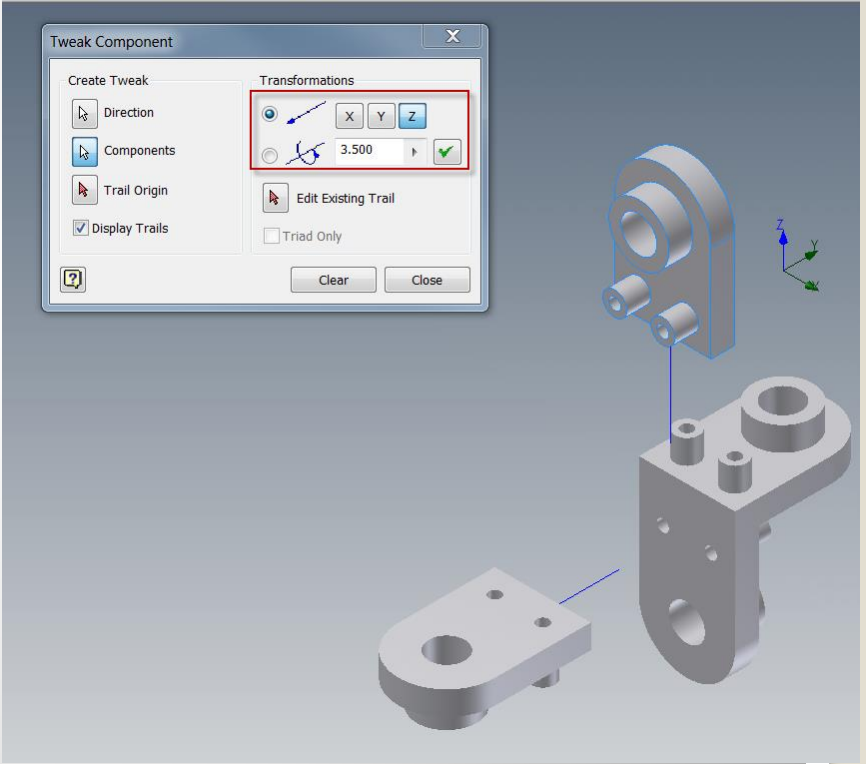 Tweak Component
X
Create Tweak
Direction
Components
Trail Origin
Display Trails
Transformations
X Y Z
3.500
Edit Existing Trail
Triad Only
?
Clear Close
Z
Y
X